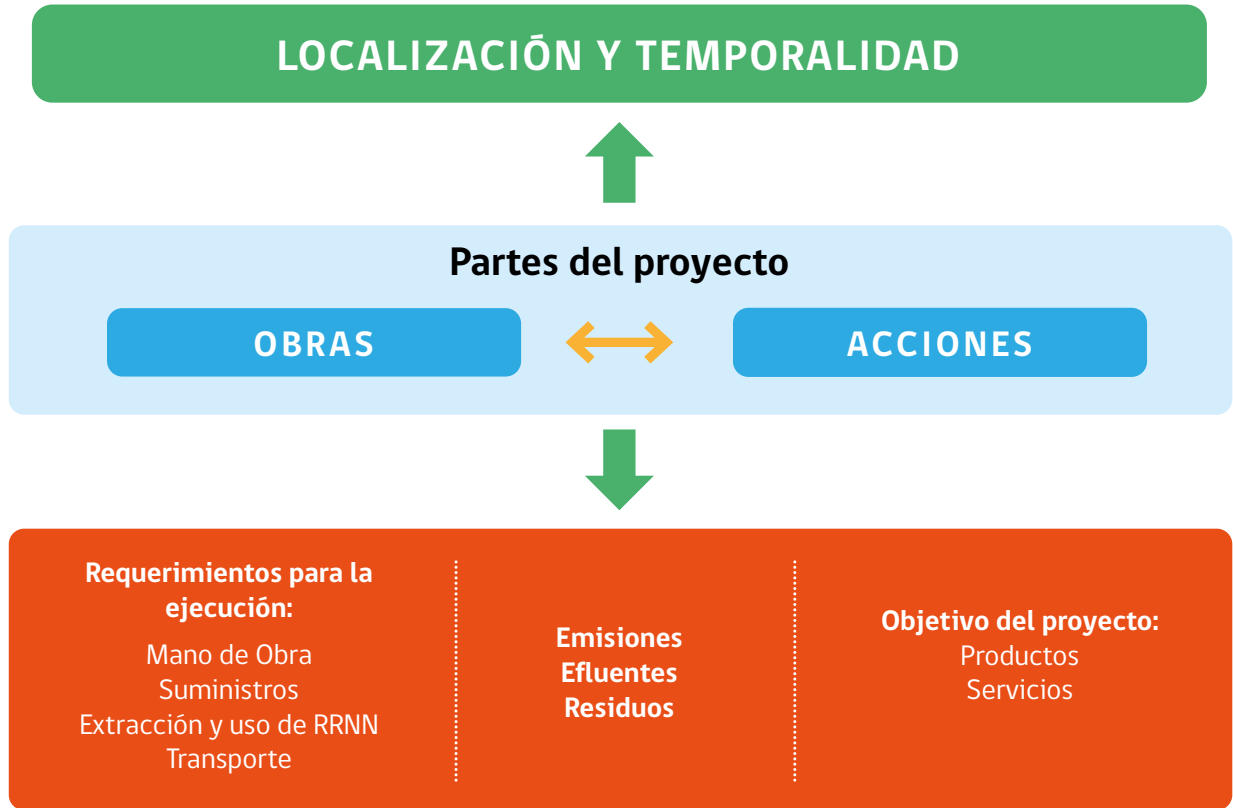 LOCALIZACIÓN Y TEMPORALIDAD
Partes del proyecto
OBRAS
ACCIONES
Requerimientos para la
ejecución:
Mano de Obra
Suministros
Extracción y uso de RRNN
Transporte
Emisiones
Efluentes
Residuos
Objetivo del proyecto:
Productos
Servicios